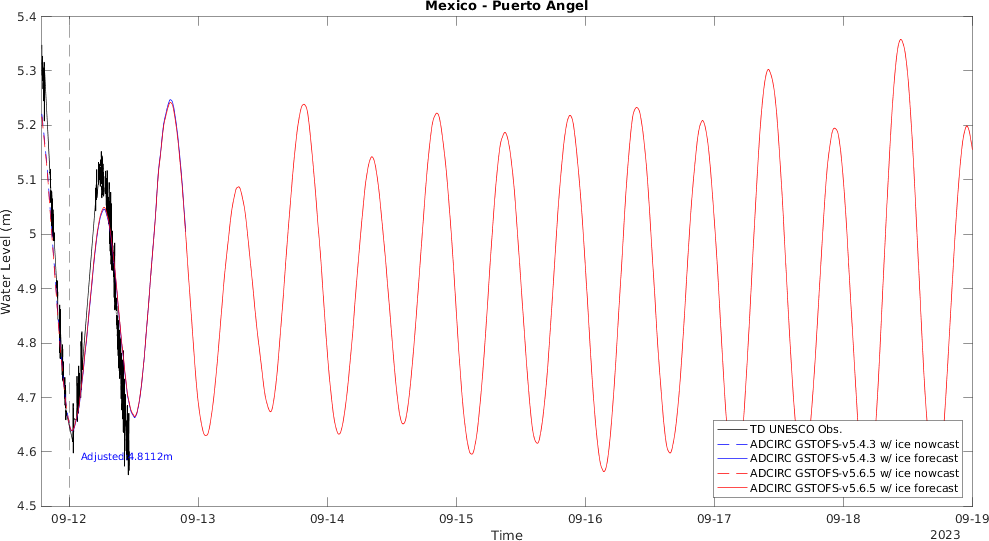 Mexico - Puerto Angel
Water Level (m)
5.4
5.3
5.2
5.1
5
4.9
4.8
4.7
4.6
4.5
Adjusted 4.8112m
TD UNESCO Obs.
ADCIRC GSTOFS-v5.4.3 w/ ice nowcast
ADCIRC GSTOFS-v5.4.3 w/ ice forecast
ADCIRC GSTOFS-v5.6.5 w/ ice nowcast
ADCIRC GSTOFS-v5.6.5 w/ ice forecast
09-12 09-13 09-14 09-15 09-16 09-17 09-18 09-19
Time
2023